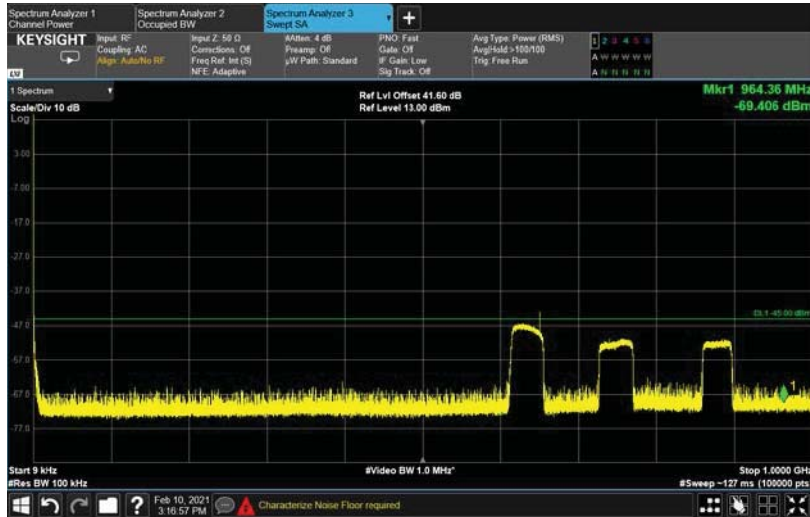 Spectrum Analyzer 1
Channel Power
Spectrum Analyzer 2
Occupied BW
Spectrum Analyzer 3
Swept SA
KEYSIGHT
Input: RF
Coupling: AC
Align: Auto/No RF
Input Z: 50 Ω
Corrections: Off
Freq Ref: Int (S)
NFE: Adaptive
#Atten: 4 dB
Preamp: Off
µW Path: Standard
PNO: Fast
Gate: Off
IF Gain: Low
Sig Track: Off
Avg Type: Power (RMS)
Avg|Hold >100/100
Trig: Free Run
1 2 3 4 5 6
A W W W W W
A N N N N N
LXI
1 Spectrum
Scale/Div 10 dB
Log
Ref Lvl Offset 41.60 dB
Ref Level 13.00 dBm
Mkr1 964.36 MHz
-69.406 dBm
3.00
-7.00
-17.0
-27.0
-37.0
-47.0
-57.0
-67.0
-77.0
DL1 -45.00 dBm
1
Start 9 kHz
#Res BW 100 kHz
#Video BW 1.0 MHz*
Stop 1.0000 GHz
#Sweep ~127 ms (100000 pts)
?
Feb 10, 2021
3:16:57 PM
Characterize Noise Floor required